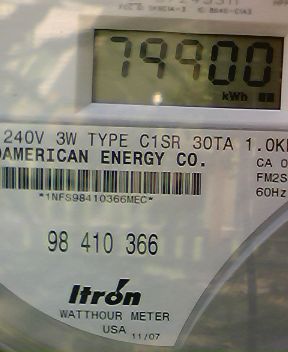 79900
kWh
240V 3W TYPE C1SR 30TA 1.0K
AMERICAN ENERGY CO.
CA 0
FM2S
60Hz
*1NFS98410366MEC*
98 410 366
Itrón
WATTHOUR METER
USA 11/07